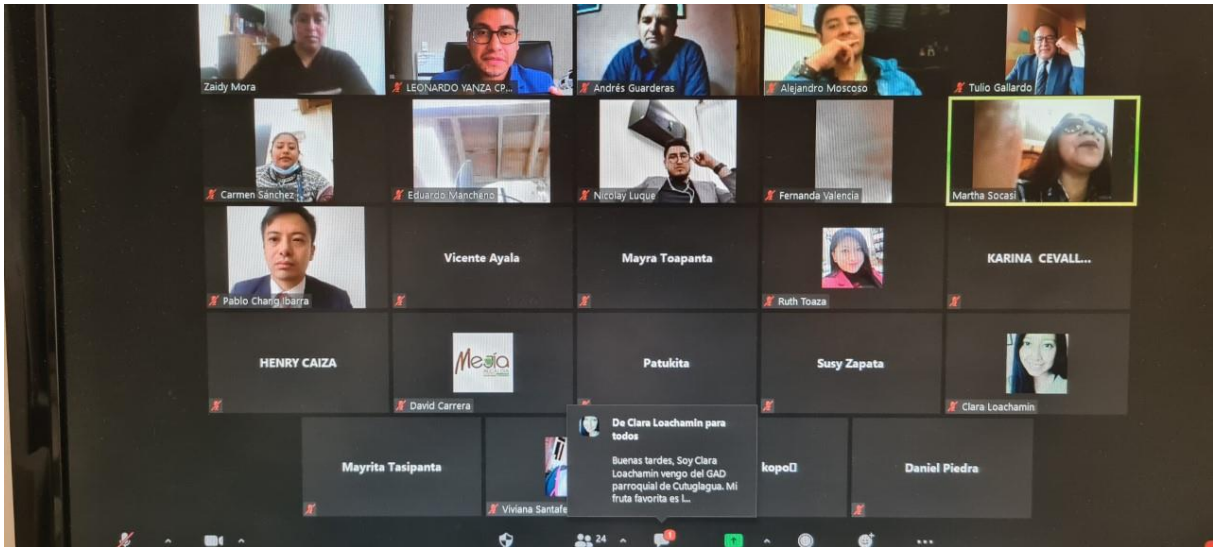 Zaidy Mora
LEONARDO YANZA CP...
Andrés Guarderas
Alejandro Moscoso
Tulio Gallardo
Carmen Sánchez
Eduardo Mancheno
Nicolay Luque
Fernanda Valencia
Martha Socasi
Pablo Chang Ibarra
Vicente Ayala
Mayra Toapanta
Ruth Toaza
KARINA CEVALL...
HENRY CAIZA
Mejía
David Carrera
Patukita
Susy Zapata
Clara Loachamin
Mayrita Tasipanta
Viviana Santafe
De Clara Loachamin para
todos
Buenas tardes, Soy Clara
Loachamin vengo del GAD
parroquial de Cutuglagua. Mi
fruta favorita es l...
kopo
Daniel Piedra
24
1